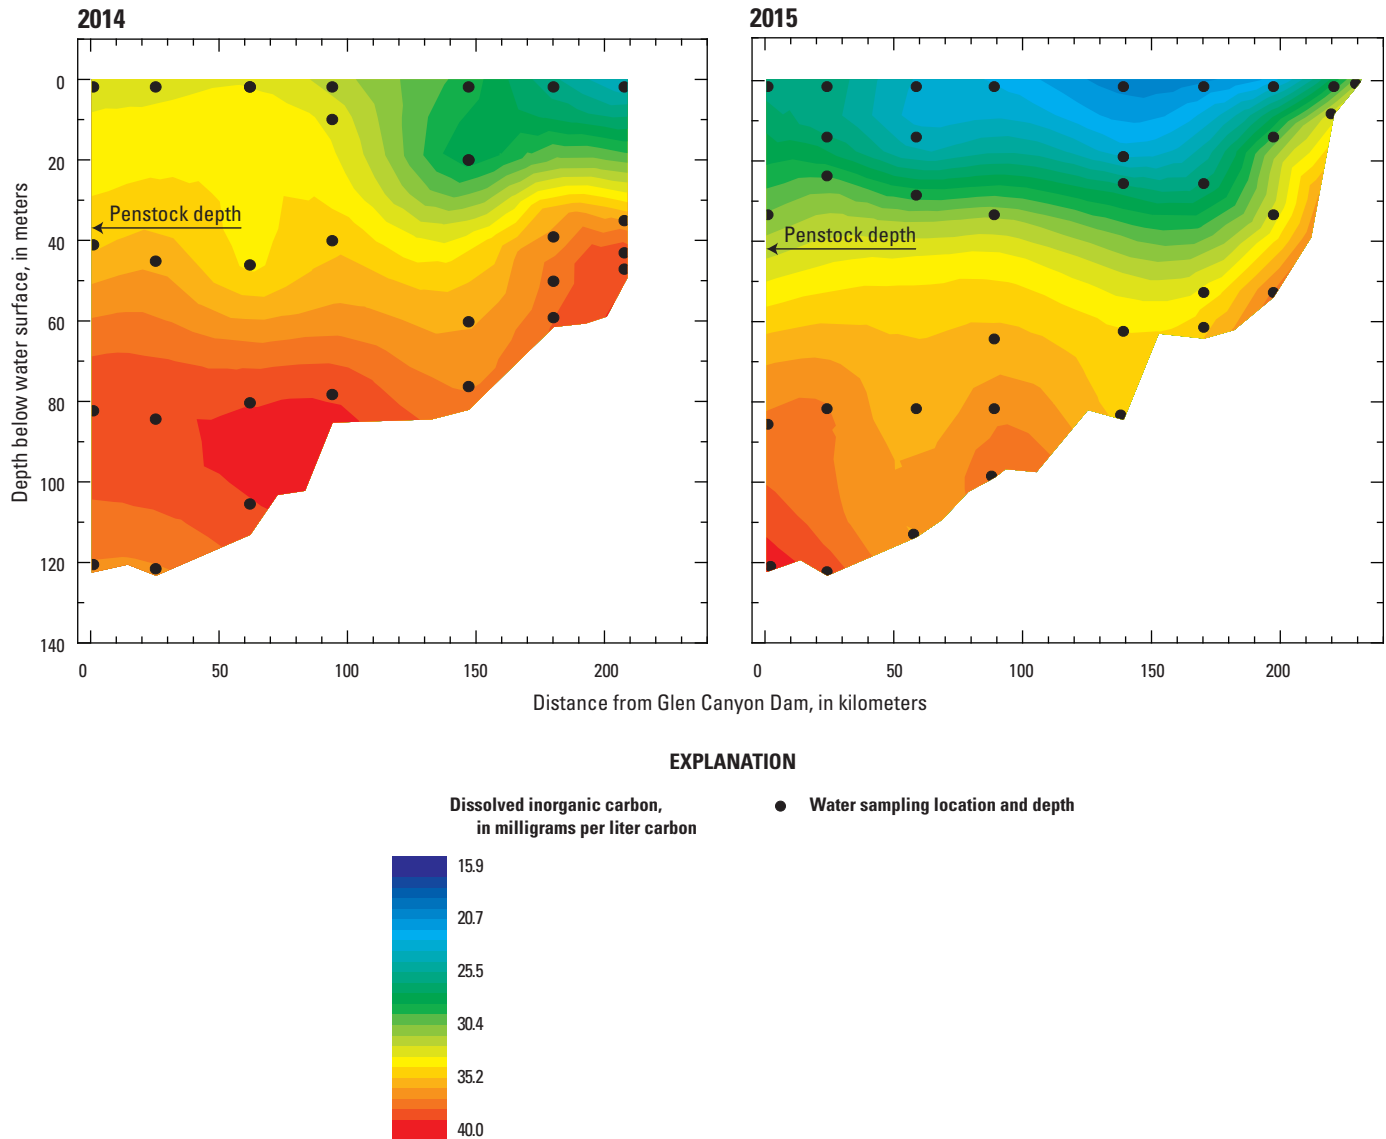 2014
2015
0
20
40
60
80
100
120
140
Depth below water surface, in meters
Penstock depth
Penstock depth
0 50 100 150 200
0 50 100 150 200
Distance from Glen Canyon Dam, in kilometers
EXPLANATION
Dissolved inorganic carbon,
in milligrams per liter carbon
Water sampling location and depth
15.9
20.7
25.5
30.4
35.2
40.0